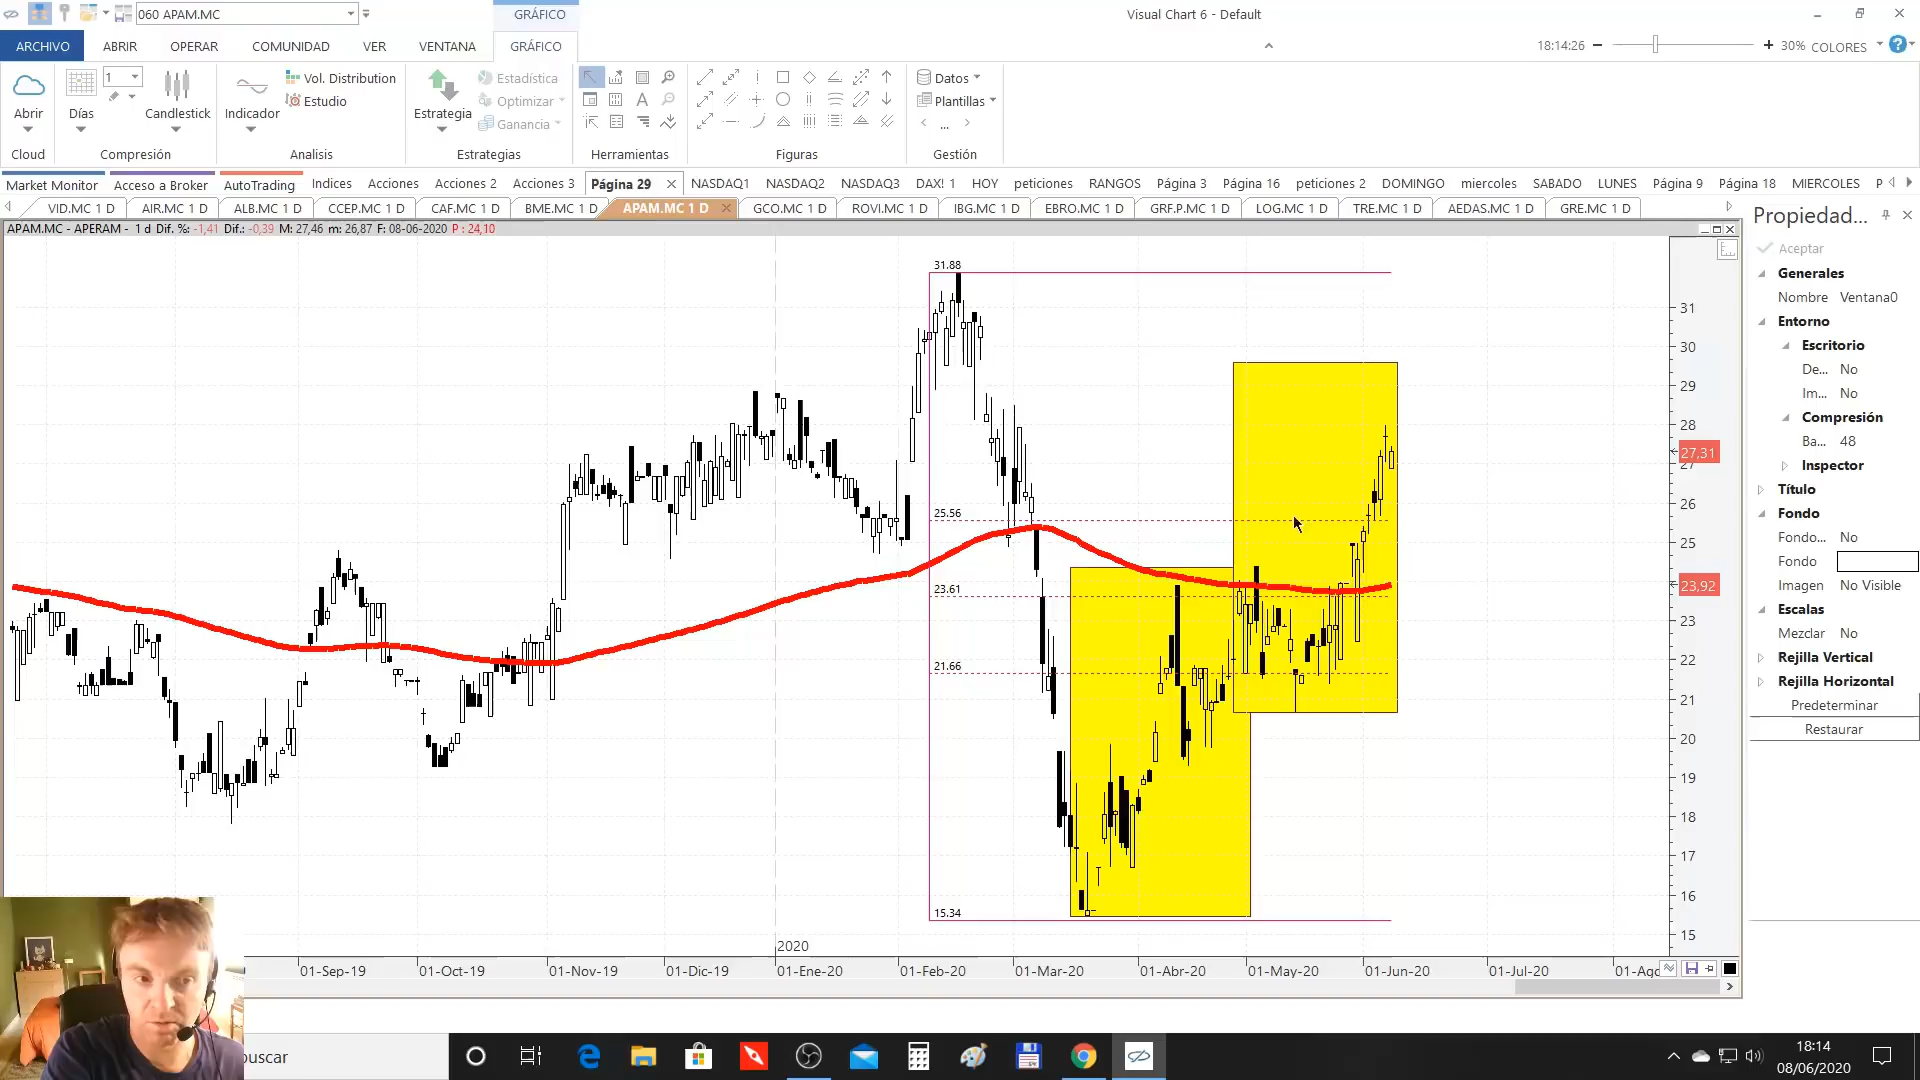 060 APAM.MC
GRÁFICO
Visual Chart 6 - Default
ARCHIVO ABRIR OPERAR COMUNIDAD VER VENTANA GRÁFICO
18:14:26 30% COLORES
1
Vol. Distribution
Estudio
Estadística
Optimizar
Ganancia
Datos
Plantillas
...
Abrir Días Candlestick Indicador Estrategia
Cloud Compresión Analisis Estrategias Herramientas Figuras Gestión
Market Monitor Acceso a Broker AutoTrading Indices Acciones Acciones 2 Acciones 3 Página 29 NASDAQ1 NASDAQ2 NASDAQ3 DAX! 1 HOY peticiones RANGOS Página 3 Página 16 peticiones 2 DOMINGO miercoles SABADO LUNES Página 9 Página 18 MIERCOLES P
VID.MC 1 D AIR.MC 1 D ALB.MC 1 D CCEP.MC 1 D CAF.MC 1 D BME.MC 1 D APAM.MC 1 D GCO.MC 1 D ROVI.MC 1 D IBG.MC 1 D EBRO.MC 1 D GRF.P.MC 1 D LOG.MC 1 D TRE.MC 1 D AEDAS.MC 1 D GRE.MC 1 D
APAM.MC - APERAM - 1 d Dif. %: -1,41 Dif.: -0,39 M: 27,46 m: 26,87 F: 08-06-2020 P : 24,10
31.88
25.56
23.61
21.66
15.34
31
30
29
28
27,31
27
26
25
23,92
23
22
21
20
19
18
17
16
15
2020
01-Sep-19 01-Oct-19 01-Nov-19 01-Dic-19 01-Ene-20 01-Feb-20 01-Mar-20 01-Abr-20 01-May-20 01-Jun-20 01-Jul-20 01-Ago
Propiedad...
Aceptar
Generales
Nombre Ventana0
Entorno
Escritorio
De... No
Im... No
Compresión
Ba... 48
Inspector
Título
Fondo
Fondo... No
Fondo
Imagen No Visible
Escalas
Mezclar No
Rejilla Vertical
Rejilla Horizontal
Predeterminar
Restaurar
buscar
18:14
08/06/2020